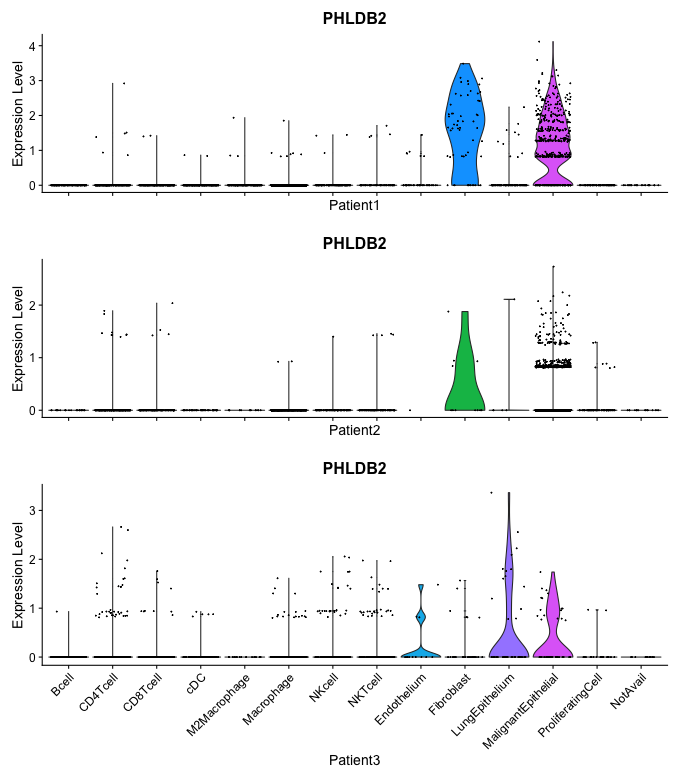 PHLDB2
Expression Level
4
3
2
1
0
Patient1
PHLDB2
Expression Level
2
1
0
Patient2
PHLDB2
Expression Level
3
2
1
0
Bcell
CD4Tcell
CD8Tcell
cDC
M2Macrophage
Macrophage
NKcell
NKTcell
Endothelium
Fibroblast
LungEpithelium
MalignantEpithelial
ProliferatingCell
NotAvail
Patient3